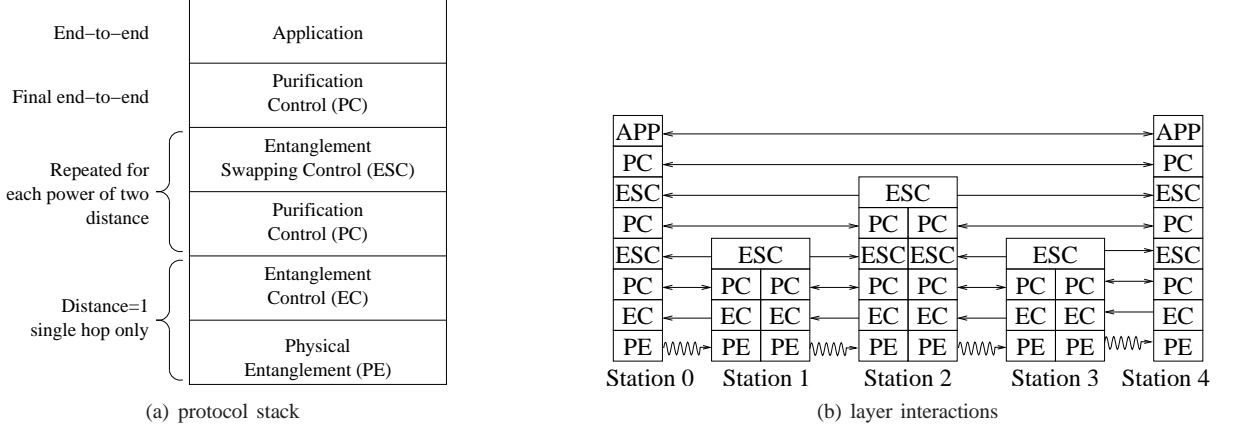 End−to−end
Application
Final end−to−end
Purification
Control (PC)
Repeated for
each power of two
distance
Entanglement
Swapping Control (ESC)
Purification
Control (PC)
Distance=1
single hop only
Entanglement
Control (EC)
Physical
Entanglement (PE)
(a) protocol stack
APP APP
PC PC
ESC ESC ESC
PC PC PC PC
ESC ESC ESC ESC ESC ESC
PC PC PC PC PC PC PC PC
EC EC EC EC EC EC EC EC
PE PE PE PE PE PE PE PE
Station 0 Station 1 Station 2 Station 3 Station 4
(b) layer interactions